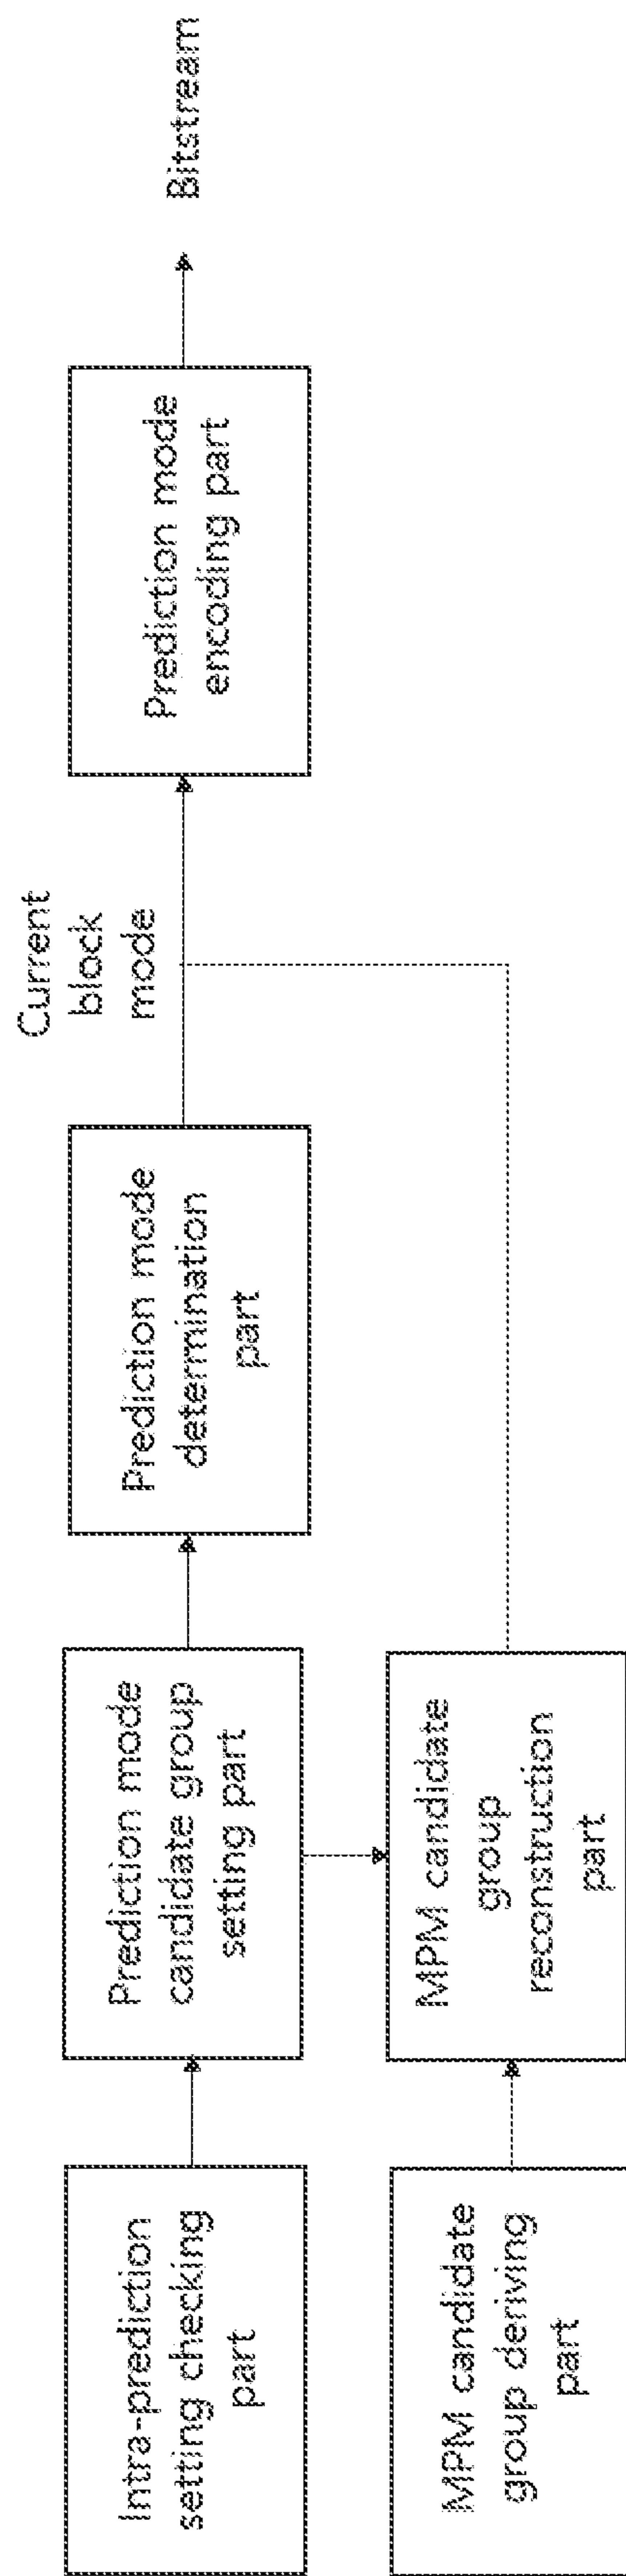 Intra-prediction
setting checking
part
Prediction mode
candidate group
setting part
Prediction mode
determination
part
Current
block
mode
Prediction mode
encoding part
Bitstream
MPM candidate
group deriving
part
MPM candidate
group
reconstruction
part